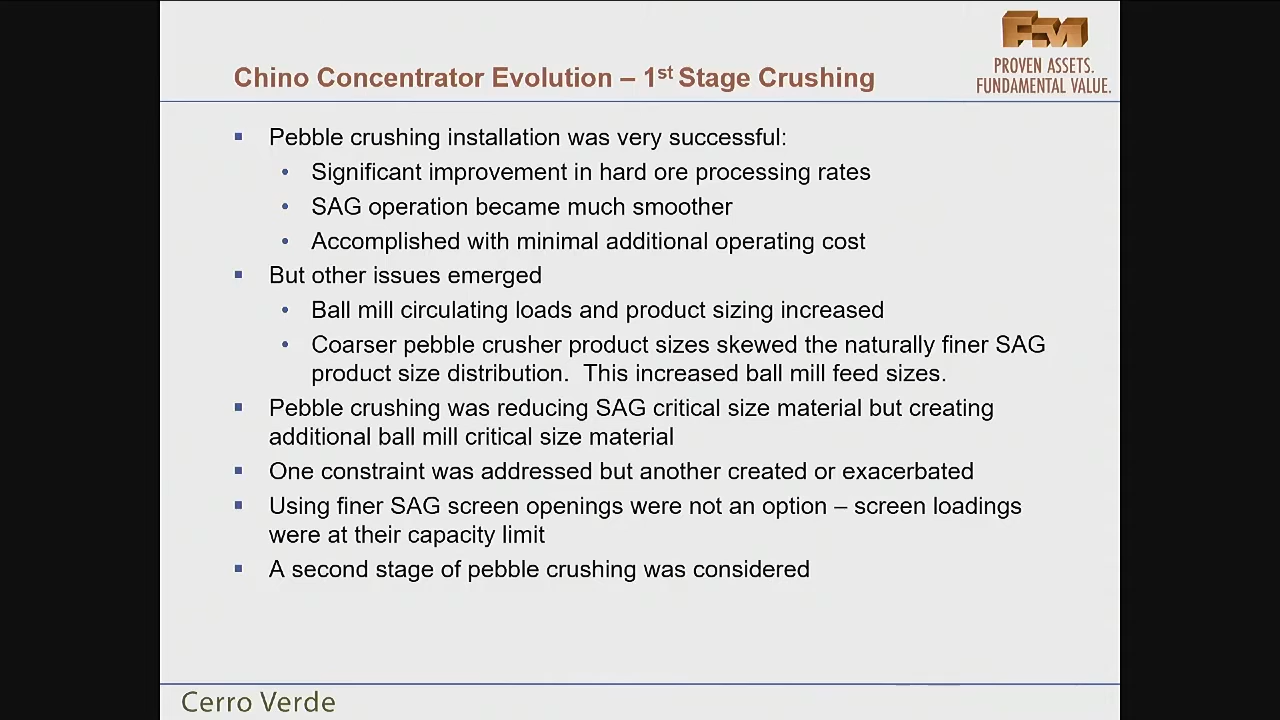 FM
PROVEN ASSETS.
FUNDAMENTAL VALUE.
Chino Concentrator Evolution – 1st Stage Crushing
▪ Pebble crushing installation was very successful:
• Significant improvement in hard ore processing rates
• SAG operation became much smoother
• Accomplished with minimal additional operating cost
▪ But other issues emerged
• Ball mill circulating loads and product sizing increased
• Coarser pebble crusher product sizes skewed the naturally finer SAG
product size distribution.  This increased ball mill feed sizes.
▪ Pebble crushing was reducing SAG critical size material but creating
additional ball mill critical size material
▪ One constraint was addressed but another created or exacerbated
▪ Using finer SAG screen openings were not an option – screen loadings
were at their capacity limit
▪ A second stage of pebble crushing was considered
Cerro Verde